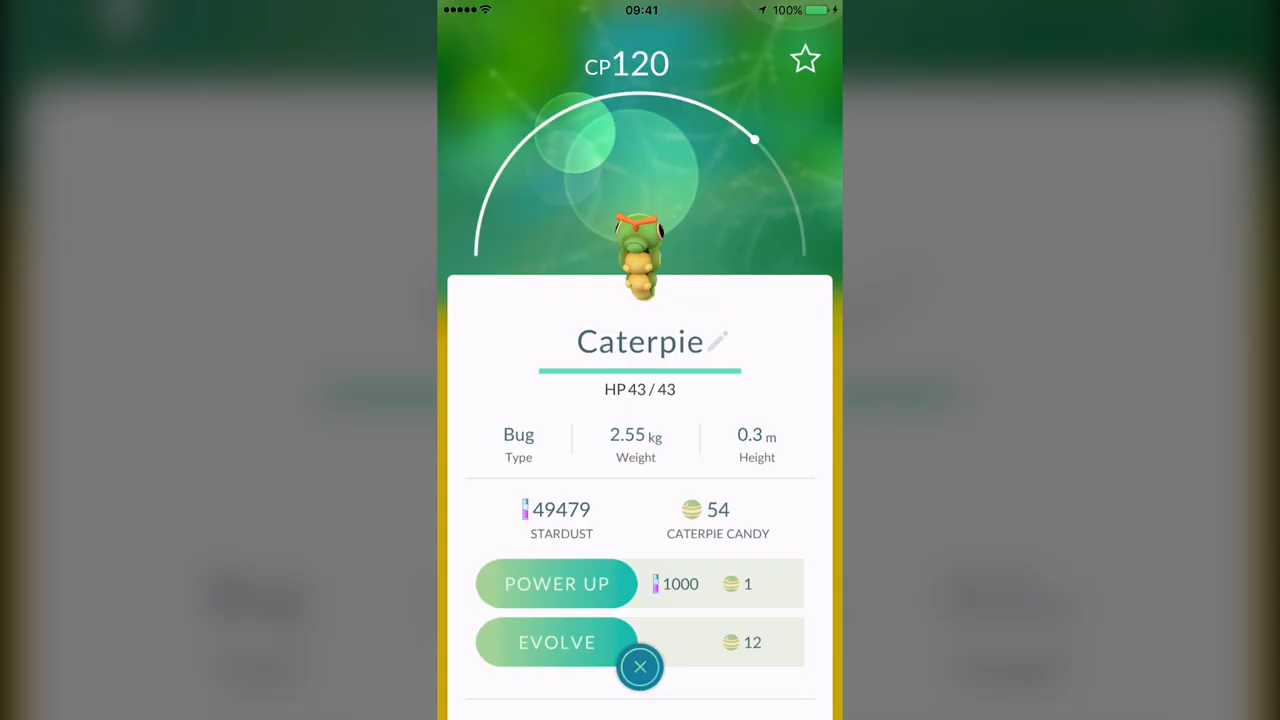 09:41
100%
CP120
Caterpie
HP 43 / 43
Bug 2.55 kg 0.3 m
Type Weight Height
49479 54
STARDUST CATERPIE CANDY
POWER UP 1000 1
EVOLVE 12